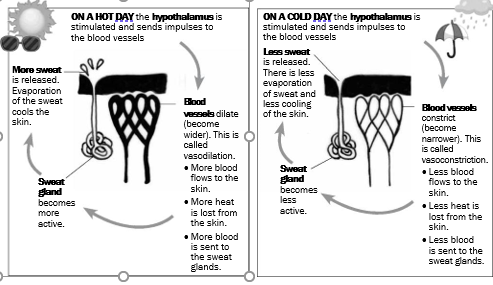 ON A HOT DAY the hypothalamus is
stimulated and sends impulses to
the blood vessels
More sweat
is released.
Evaporation
of the sweat
cools the
skin.
Blood
vessels dilate
(become
wider). This is
called
vasodilation.
• More blood
flows to the
skin.
• More heat
is lost from
the skin.
• More blood
is sent to
the sweat
glands.
Sweat
gland
becomes
more
active.
ON A COLD DAY the hypothalamus is
stimulated and sends impulses to
the blood vessels
Less sweat
is released.
There is less
evaporation
of sweat and
less cooling
of the skin.
Blood vessels
constrict
(become
narrower). This
is called
vasoconstriction.
• Less blood
flows to the
skin.
• Less heat is
lost from the
skin.
• Less blood
is sent to the
sweat glands.
Sweat
gland
becomes
less
active.